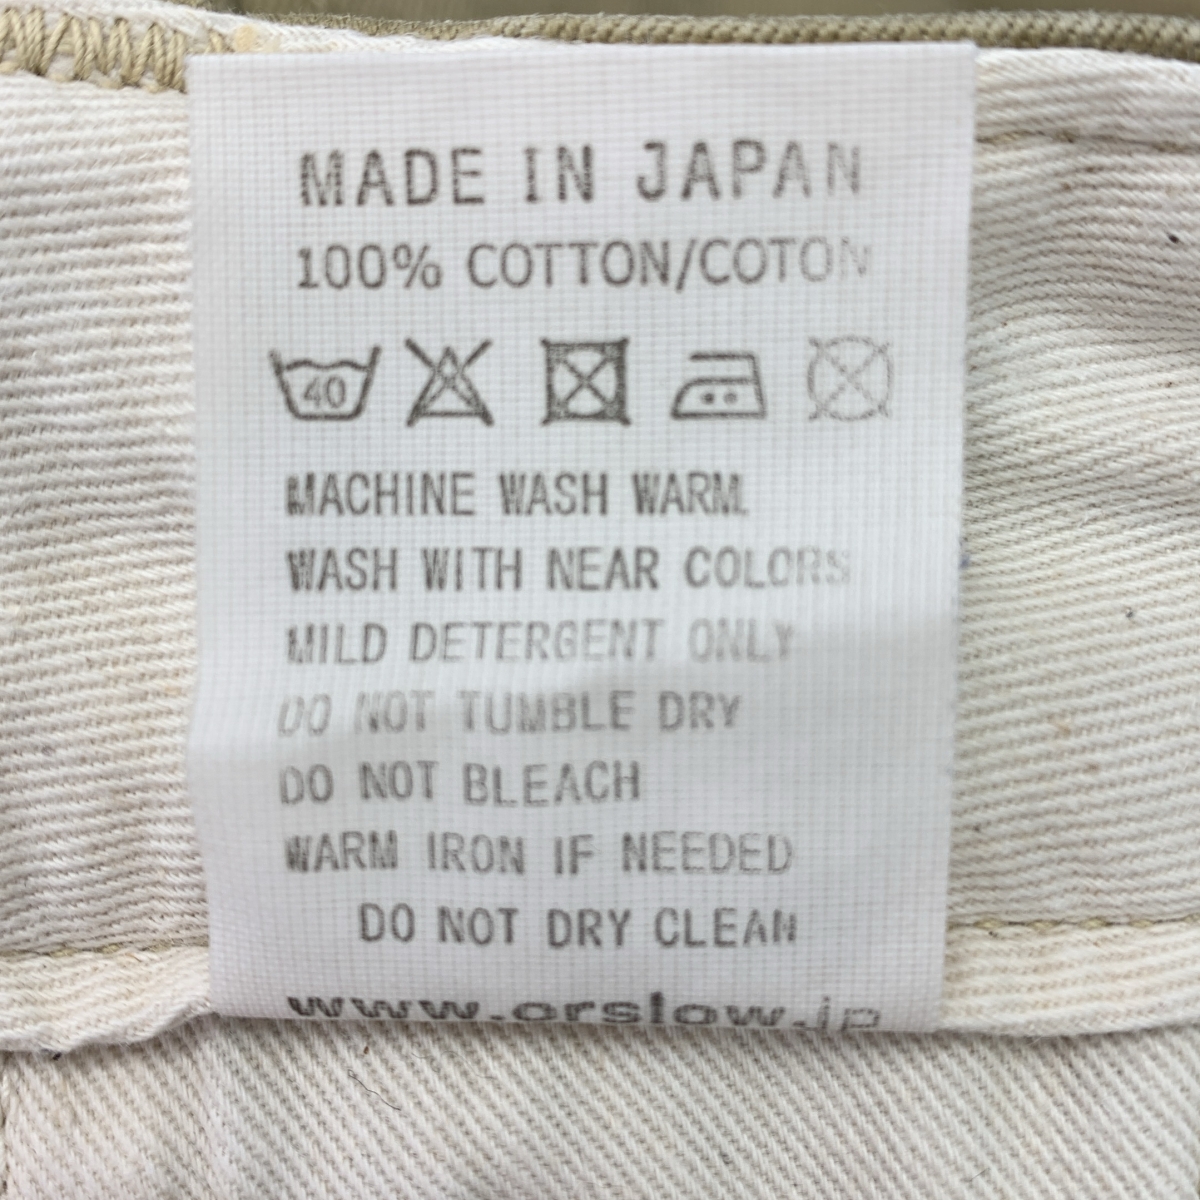 MADE IN JAPAN
100% COTTON/COTON
40
MACHINE WASH WARM
WASH WITH NEAR COLORS
MILD DETERGENT ONLY
DO NOT TUMBLE DRY
DO NOT BLEACH
WARM IRON IF NEEDED
DO NOT DRY CLEAN
www.orslow.jp